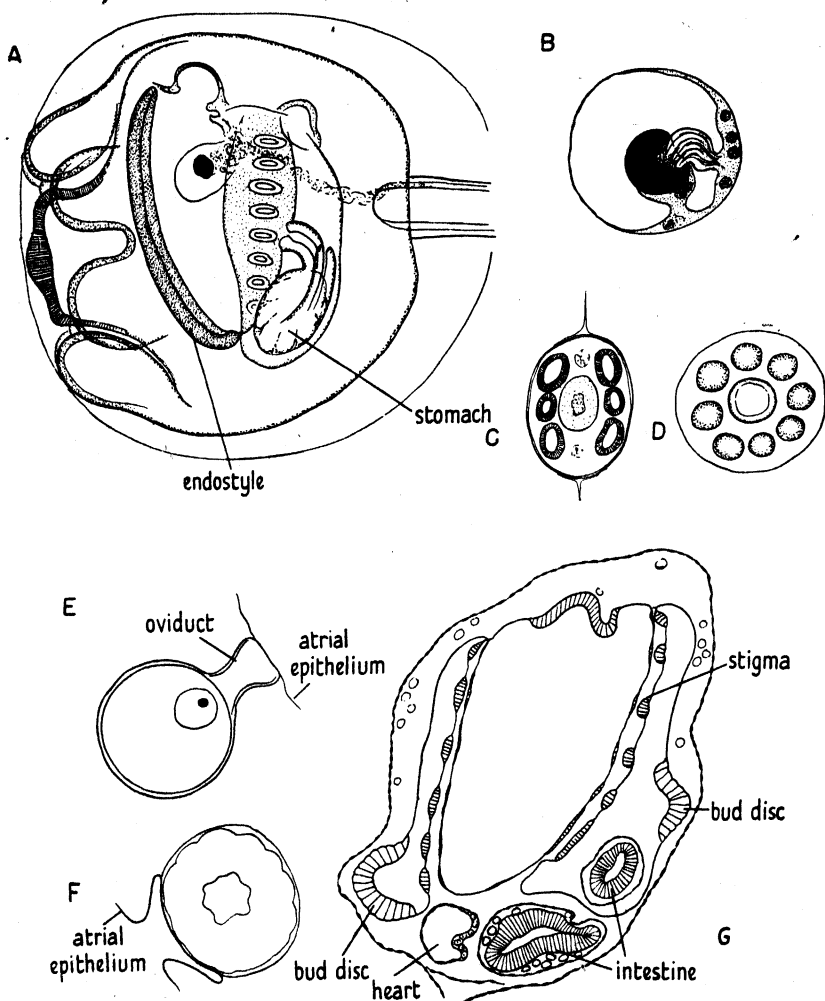 A
B
stomach
C
D
endostyle
E
oviduct
atrial
epithelium
stigma
bud disc
F
atrial
epithelium
bud disc
heart
intestine
G